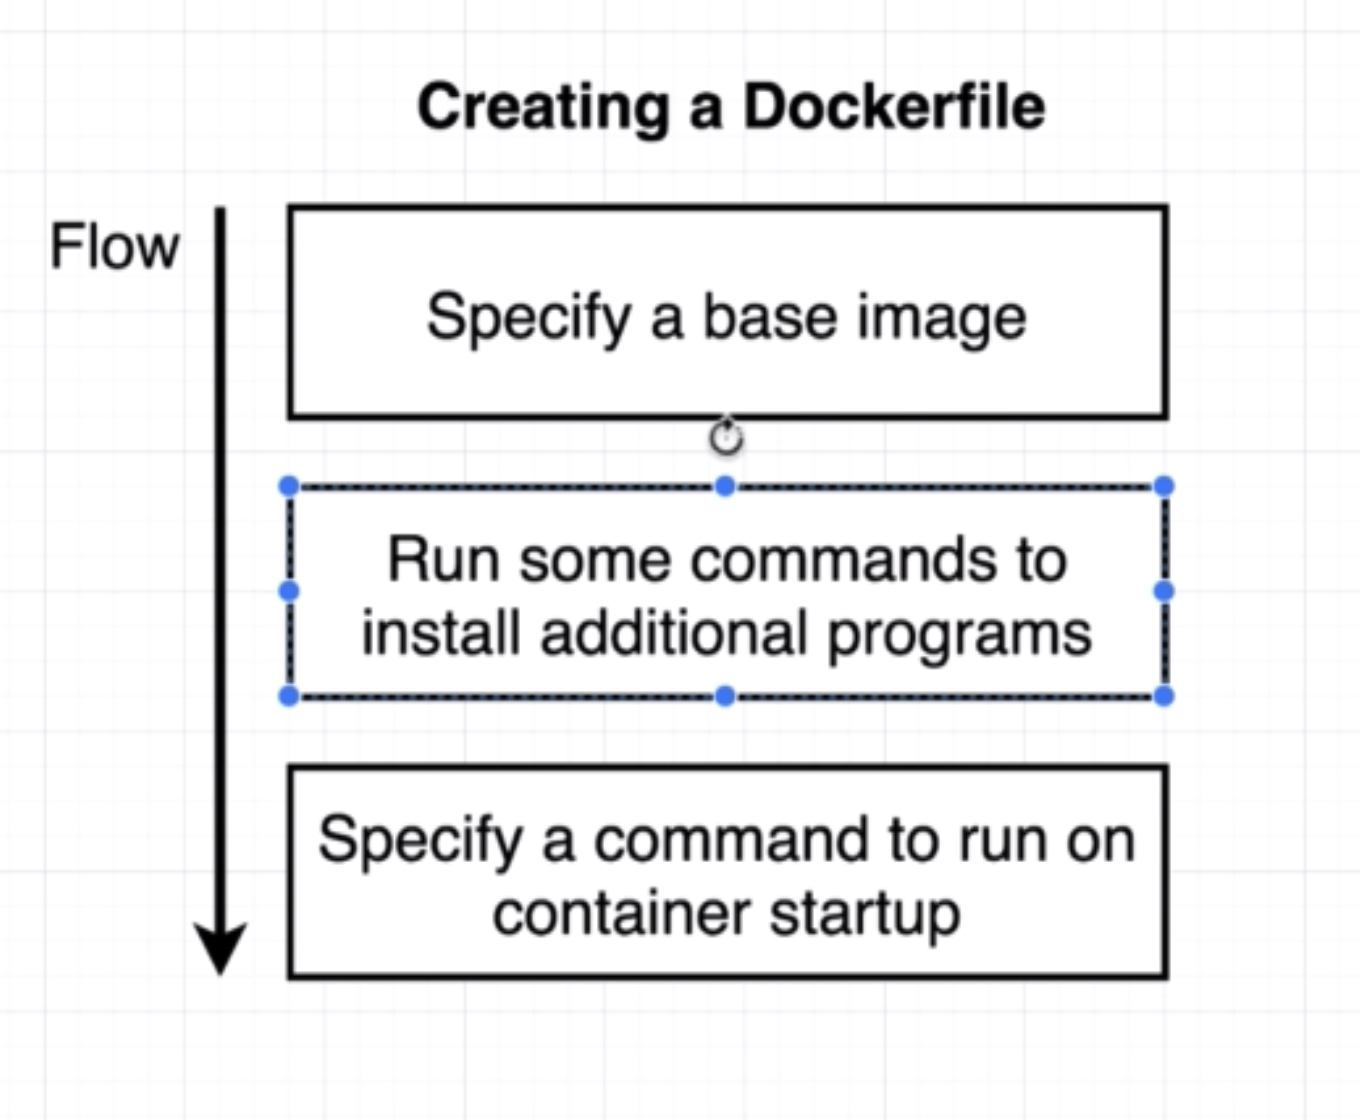 Creating a Dockerfile
Flow
Specify a base image
Run some commands to
install additional programs
Specify a command to run on
container startup